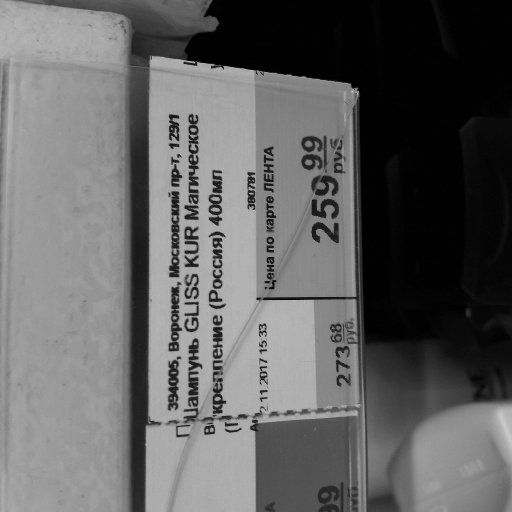 394005, Воронеж, Московский пр-т, 129/1
Шампунь GLISS KUR Магическое
укрепление (Россия) 400мл
380781
Цена по карте ЛЕНТА
259 99
руб.
2.11.2017 15:33
273 68
руб.
99